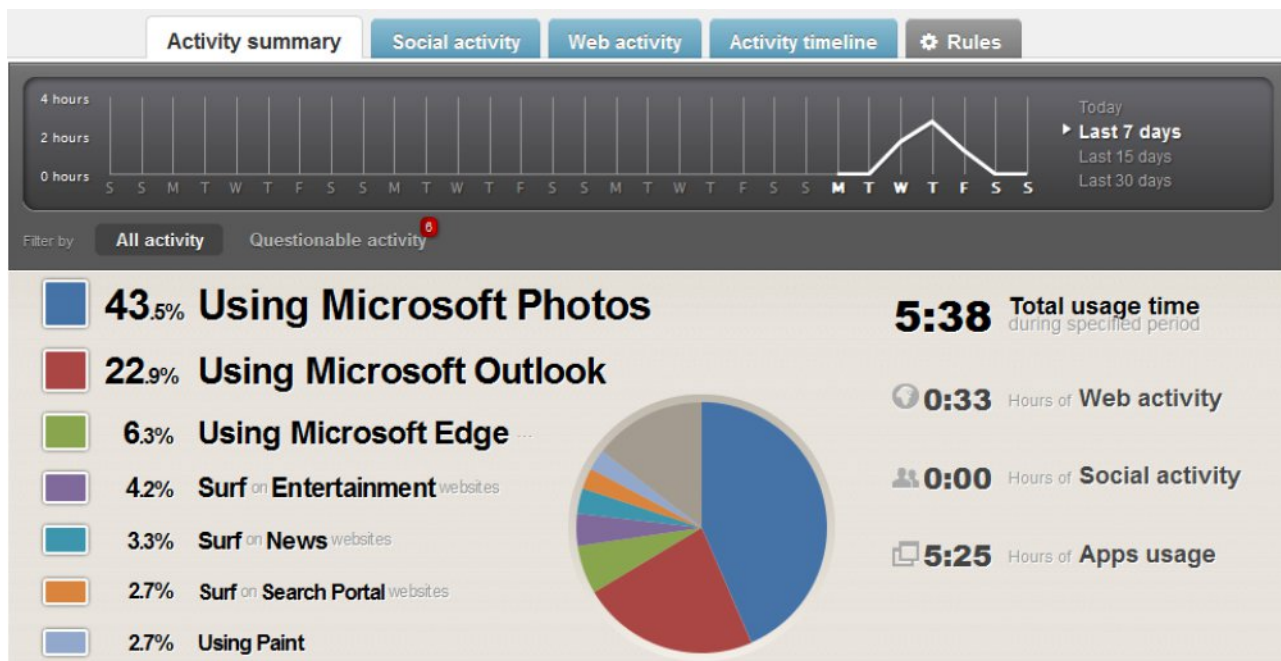 Activity summary Social activity Web activity Activity timeline Rules
4 hours
2 hours
0 hours
S S M T W T F S S M T W T F S S M T W T F S S M T W T F S S
Today
Last 7 days
Last 15 days
Last 30 days
Filter by All activity Questionable activity 6
43.5% Using Microsoft Photos
22.9% Using Microsoft Outlook
6.3% Using Microsoft Edge ...
4.2% Surf on Entertainment websites
3.3% Surf on News websites
2.7% Surf on Search Portal websites
2.7% Using Paint
5:38 Total usage time
during specified period
0:33 Hours of Web activity
0:00 Hours of Social activity
5:25 Hours of Apps usage